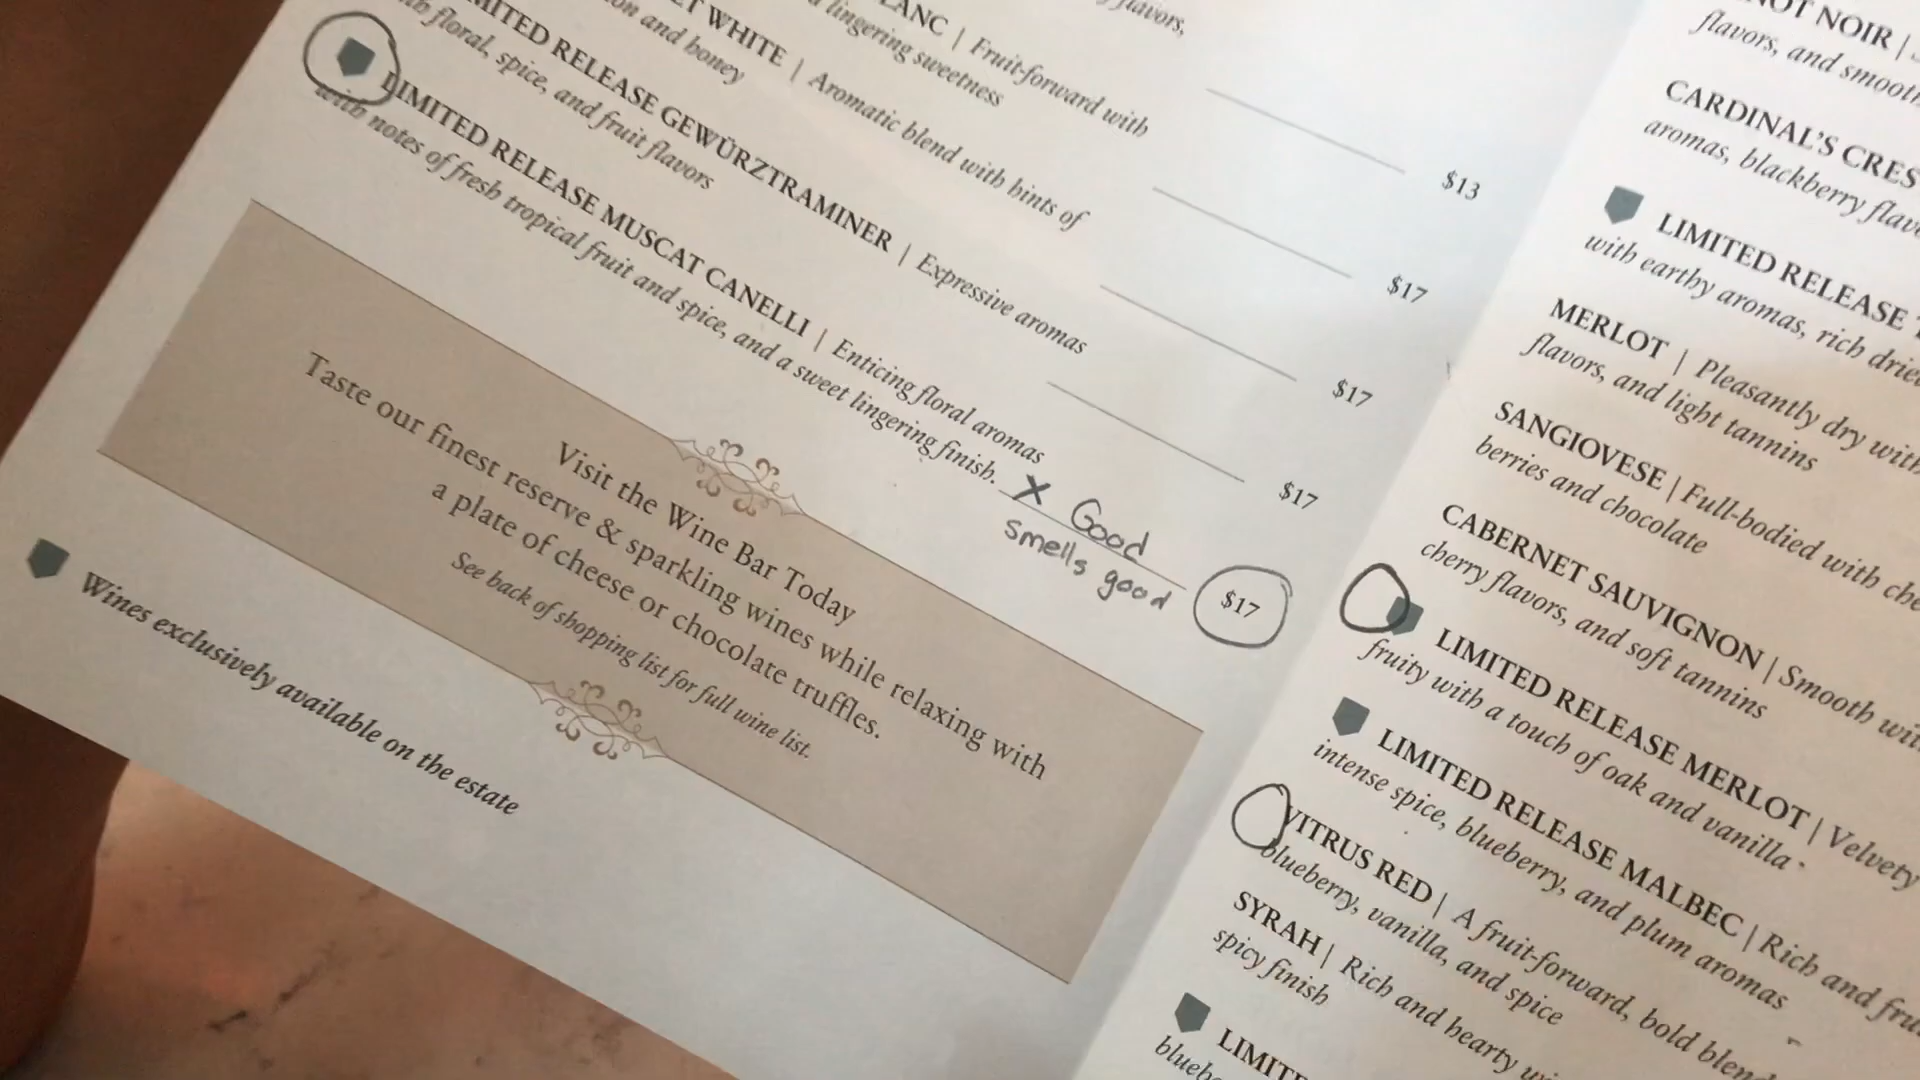 LANC | Fruit-forward with
lingering sweetness
$13
WHITE | Aromatic blend with hints of
and honey
$17
LIMITED RELEASE GEWÜRZTRAMINER | Expressive aromas
floral, spice, and fruit flavors
$17
$17
LIMITED RELEASE MUSCAT CANELLI | Enticing floral aromas
with notes of fresh tropical fruit and spice, and a sweet lingering finish.
X Good
smells good
$17
Visit the Wine Bar Today
Taste our finest reserve & sparkling wines while relaxing with
a plate of cheese or chocolate truffles.
See back of shopping list for full wine list.
Wines exclusively available on the estate
NOIR |
flavors, and smooth
CARDINAL'S CRES
aromas, blackberry flav
LIMITED RELEASE
with earthy aromas, rich drie
MERLOT | Pleasantly dry with
flavors, and light tannins
SANGIOVESE | Full-bodied with che
berries and chocolate
CABERNET SAUVIGNON | Smooth wit
cherry flavors, and soft tannins
LIMITED RELEASE MERLOT | Velvety
fruity with a touch of oak and vanilla
LIMITED RELEASE MALBEC | Rich and fru
intense spice, blueberry, and plum aromas
VITRUS RED | A fruit-forward, bold blen
blueberry, vanilla, and spice
SYRAH | Rich and hearty wi
spicy finish
LIMITE
blueb